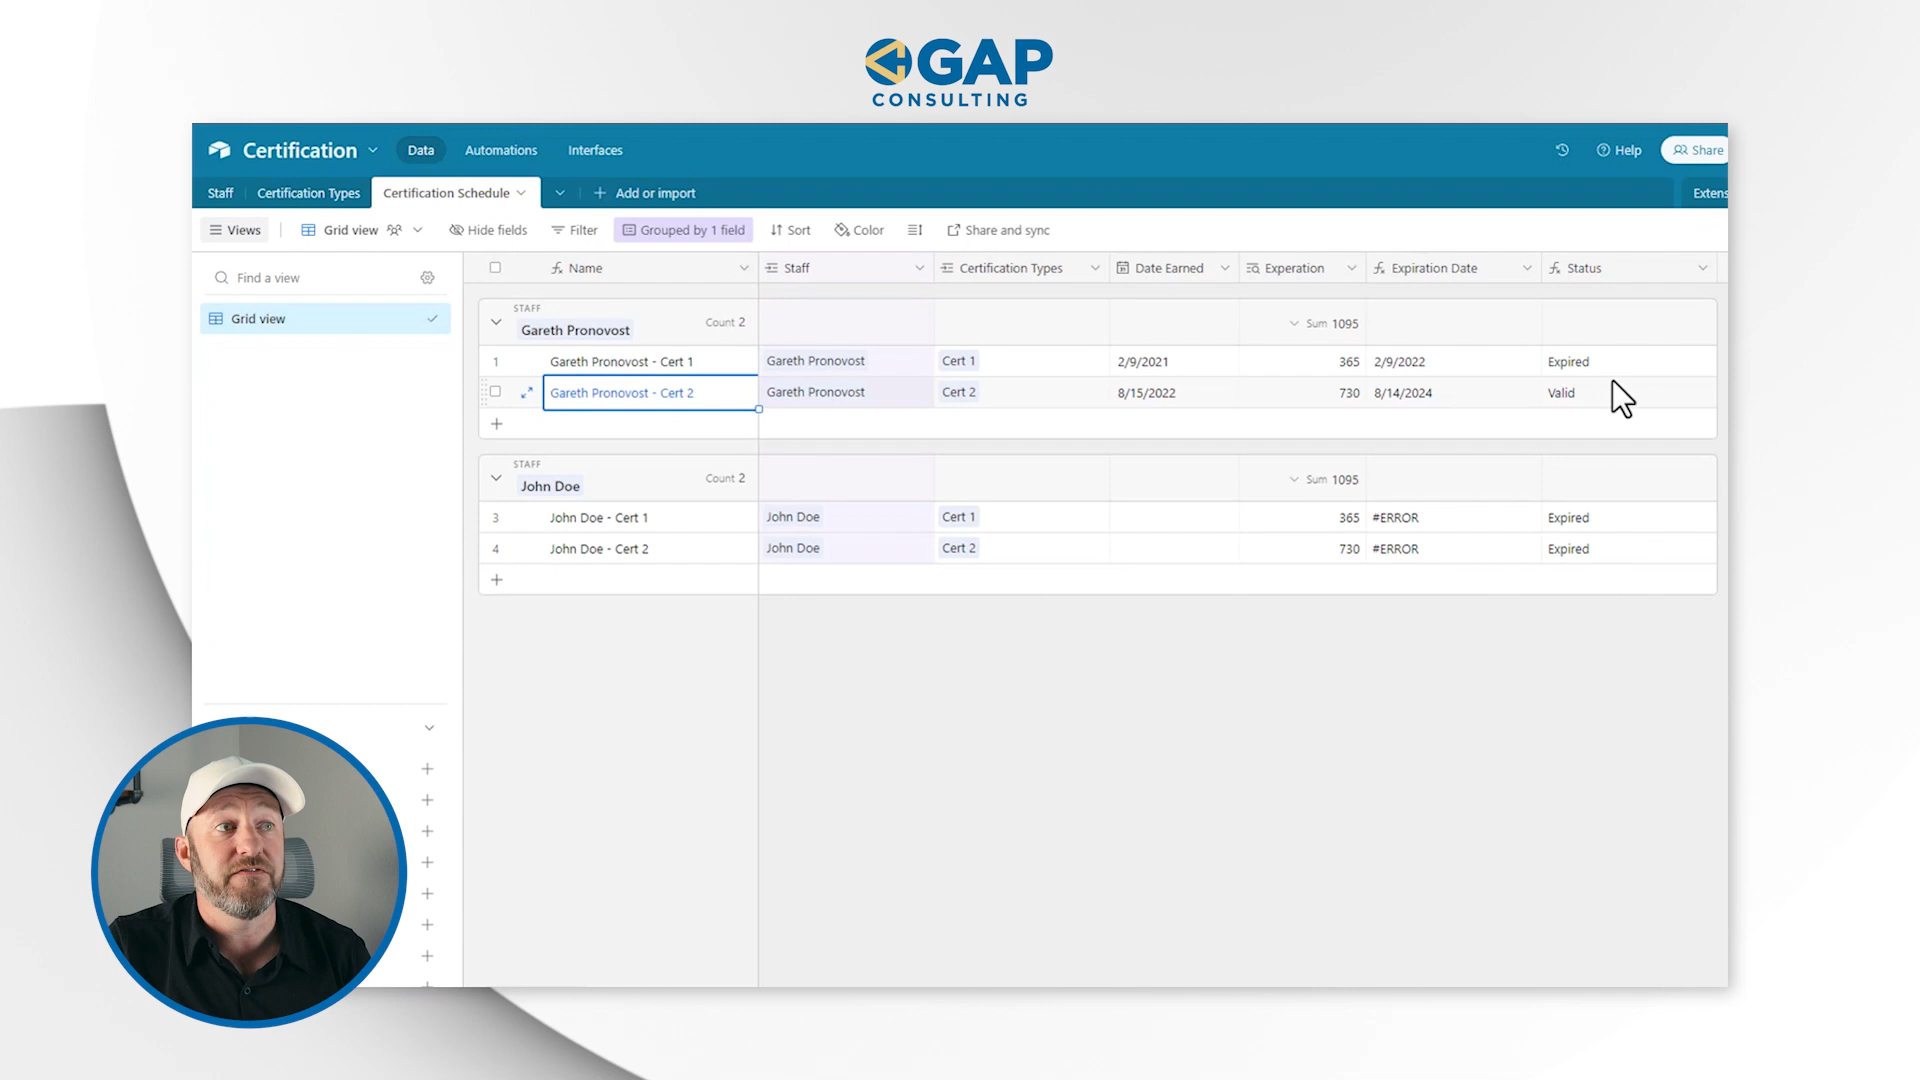 GAP
CONSULTING
Certification Data Automations Interfaces Help Share
Staff Certification Types Certification Schedule Add or import Extens
Views Grid view Hide fields Filter Grouped by 1 field Sort Color Share and sync
Find a view
Grid view
Name Staff Certification Types Date Earned Experation Expiration Date Status
STAFF
Gareth Pronovost Count 2 Sum 1095
1 Gareth Pronovost - Cert 1 Gareth Pronovost Cert 1 2/9/2021 365 2/9/2022 Expired
Gareth Pronovost - Cert 2 Gareth Pronovost Cert 2 8/15/2022 730 8/14/2024 Valid
STAFF
John Doe Count 2 Sum 1095
3 John Doe - Cert 1 John Doe Cert 1 365 #ERROR Expired
4 John Doe - Cert 2 John Doe Cert 2 730 #ERROR Expired